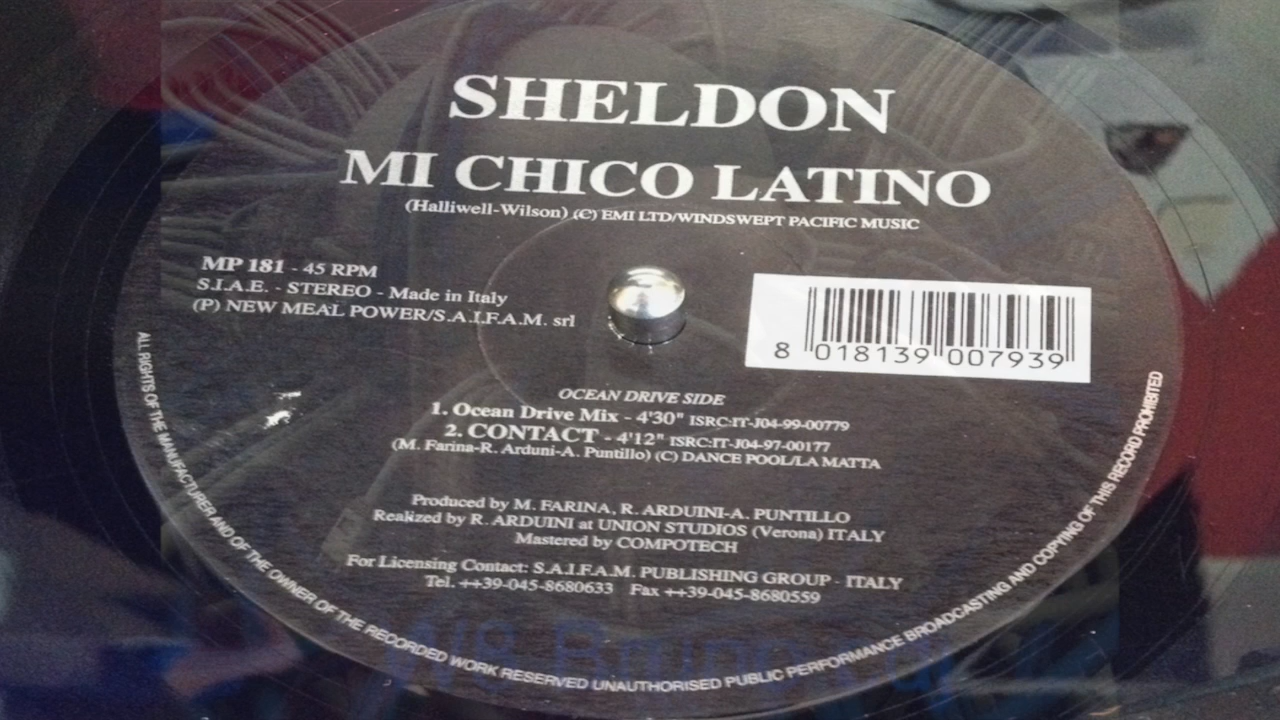 SHELDON
MI CHICO LATINO
(Halliwell-Wilson) (C) EMI LTD/WINDSWEPT PACIFIC MUSIC
MP 181 - 45 RPM
S.I.A.E. - STEREO - Made in Italy
(P) NEW MEAL POWER/S.A.I.F.A.M. srl
8 018139 007939
OCEAN DRIVE SIDE
1. Ocean Drive Mix - 4'30" ISRC:IT-J04-99-00779
2. CONTACT - 4'12" ISRC:IT-J04-97-00177
(M. Farina-R. Arduni-A. Puntillo) (C) DANCE POOL/LA MATTA
Produced by M. FARINA, R. ARDUINI-A. PUNTILLO
Realized by R. ARDUINI at UNION STUDIOS (Verona) ITALY
Mastered by COMPOTECH
For Licensing Contact: S.A.I.F.A.M. PUBLISHING GROUP - ITALY
Tel. ++39-045-8680633 Fax ++39-045-8680559
ALL RIGHTS OF THE MANUFACTURER AND OF THE OWNER OF THE RECORDED WORK RESERVED UNAUTHORISED PUBLIC PERFORMANCE BROADCASTING AND COPYING OF THIS RECORD PROHIBITED